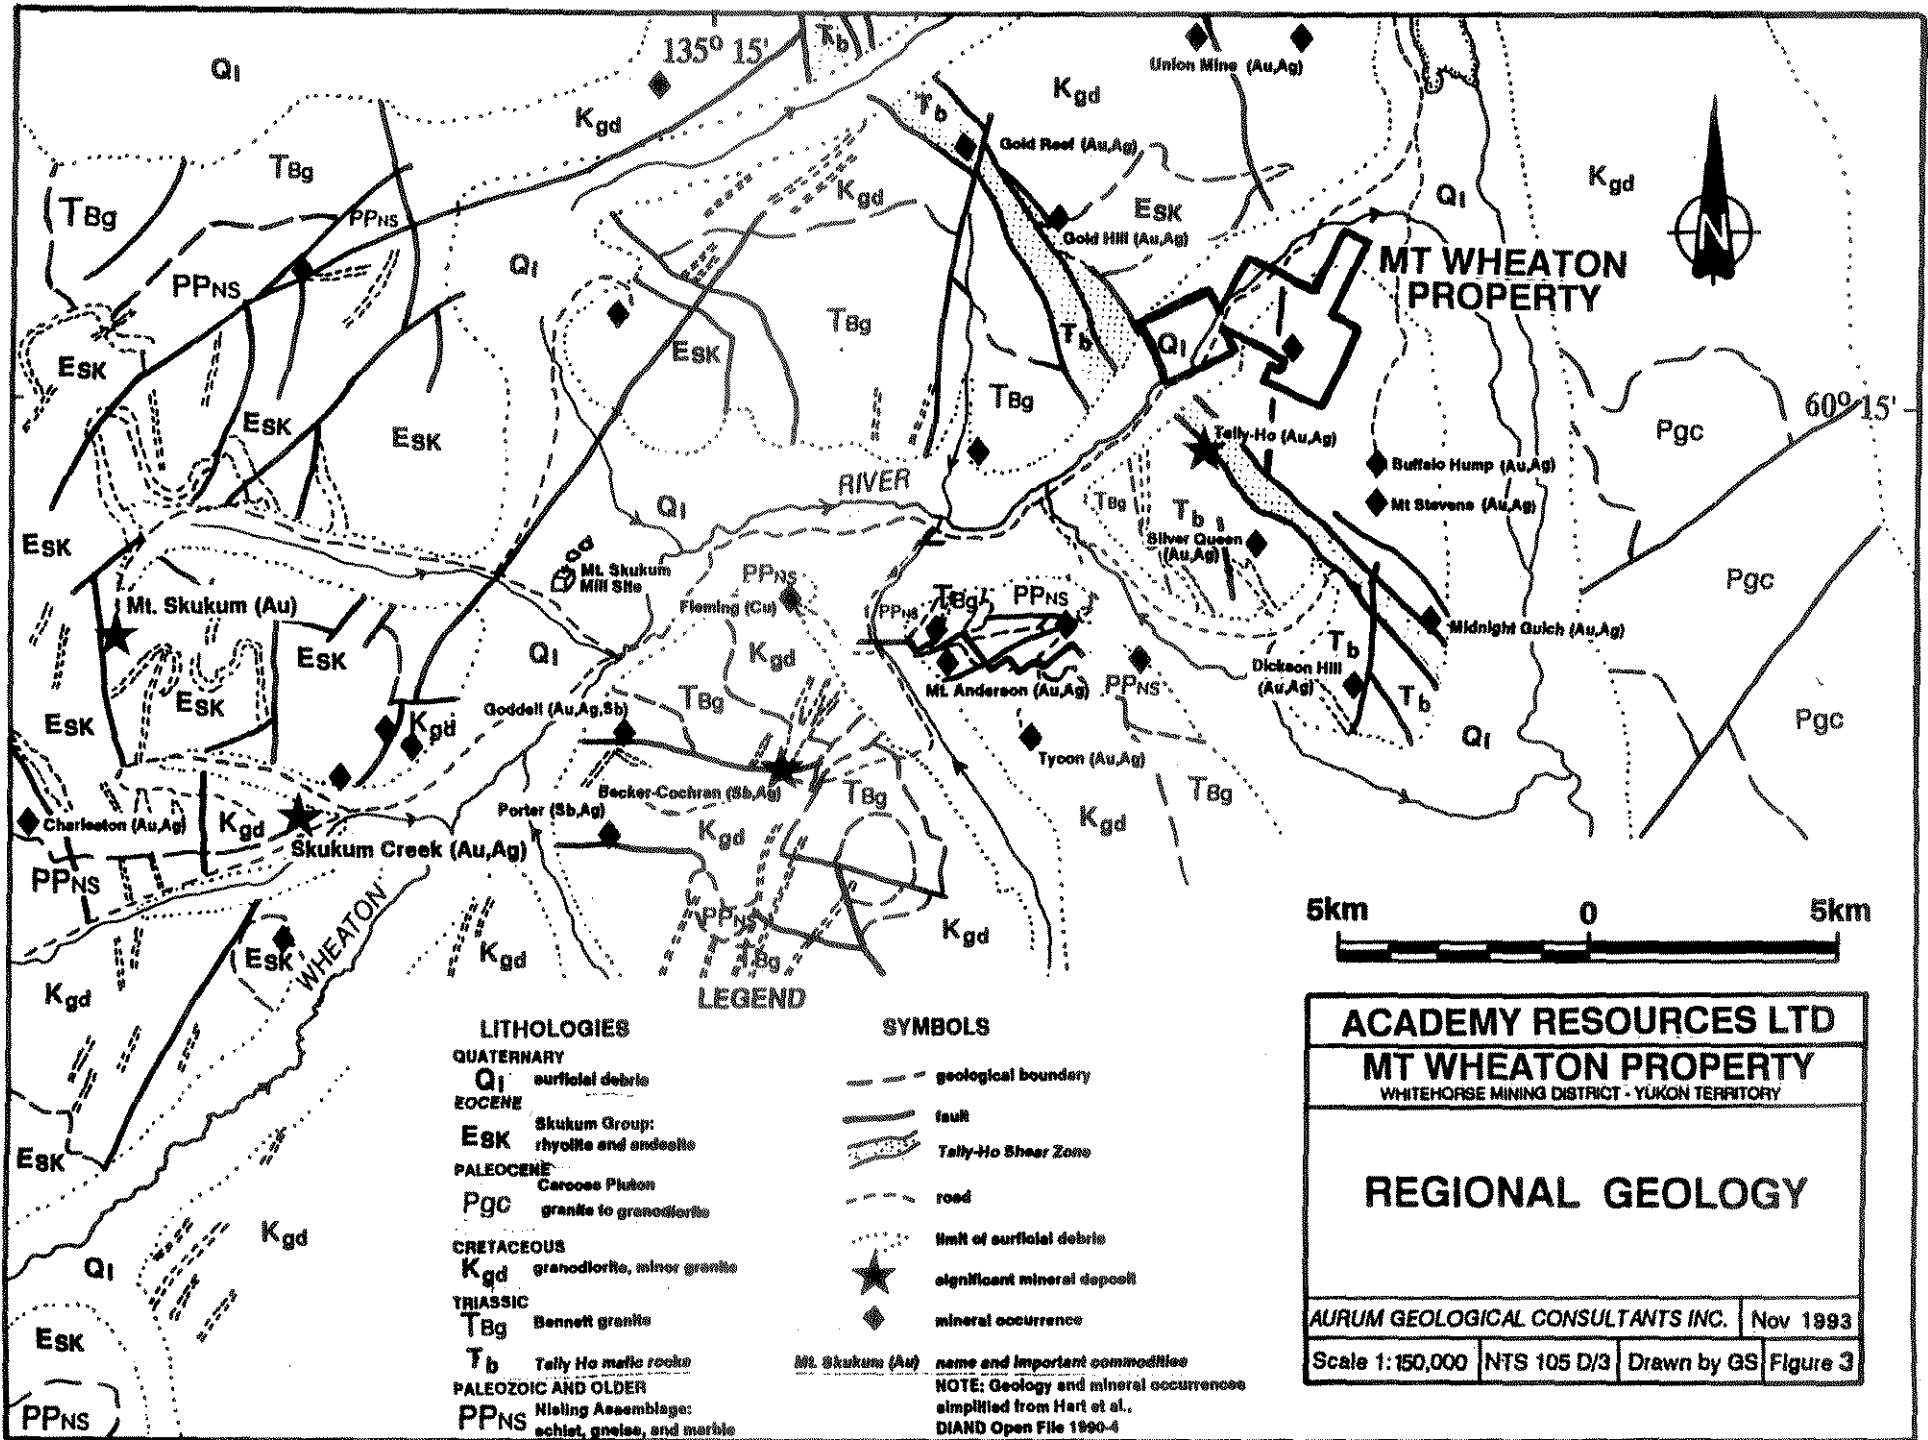 135° 15'
Tb
Union Mine (Au,Ag)
QI
Kgd
Kgd
Tb
Gold Reef (Au,Ag)
TBg
TBg
PPNS
Kgd
ESK
Gold Hill (Au,Ag)
QI
Kgd
N
MT WHEATON
PROPERTY
PPNS
QI
TBg
ESK
ESK
Tb
QI
TBg
60° 15'
ESK
ESK
Pgc
Tally-Ho (Au,Ag)
Buffalo Hump (Au,Ag)
Mt Stevens (Au,Ag)
RIVER
QI
TBg
Tb
Silver Queen
(Au,Ag)
ESK
Mt. Skukum
Mill Site
PPNS
Fleming (Cu)
PPNS
TBg
PPNS
Pgc
Mt. Skukum (Au)
Midnight Gulch (Au,Ag)
ESK
QI
Kgd
Tb
Dickson Hill
(Au,Ag)
Mt. Anderson (Au,Ag)
PPNS
Tb
ESK
ESK
TBg
Goddell (Au,Ag,Sb)
Kgd
QI
Pgc
Tycon (Au,Ag)
Becker-Cochran (Sb,Ag)
TBg
TBg
Porter (Sb,Ag)
Charleston (Au,Ag)
Kgd
Kgd
Kgd
Skukum Creek (Au,Ag)
PPNS
WHEATON
PPNS
Kgd
ESK
Kgd
TBg
Kgd
5km 0 5km
LEGEND
LITHOLOGIES
QUATERNARY
QI surficial debris
EOCENE
ESK Skukum Group:
rhyolite and andesite
PALEOCENE
Carcoss Pluton
Pgc granite to granodiorite
CRETACEOUS
Kgd granodiorite, minor granite
TRIASSIC
TBg Bennett granite
Tb Tally Ho mafic rocks
PALEOZOIC AND OLDER
PPNS Nisling Assemblage:
schist, gneiss, and marble
SYMBOLS
geological boundary
fault
Tally-Ho Shear Zone
road
limit of surficial debris
significant mineral deposit
mineral occurrence
Mt. Skukum (Au) name and important commodities
NOTE: Geology and mineral occurrences
simplified from Hart et al.,
DIAND Open File 1990-4
ESK
Kgd
QI
ESK
PPNS
ACADEMY RESOURCES LTD
MT WHEATON PROPERTY
WHITEHORSE MINING DISTRICT - YUKON TERRITORY
REGIONAL GEOLOGY
AURUM GEOLOGICAL CONSULTANTS INC. Nov 1993
Scale 1:150,000 NTS 105 D/3 Drawn by GS Figure 3